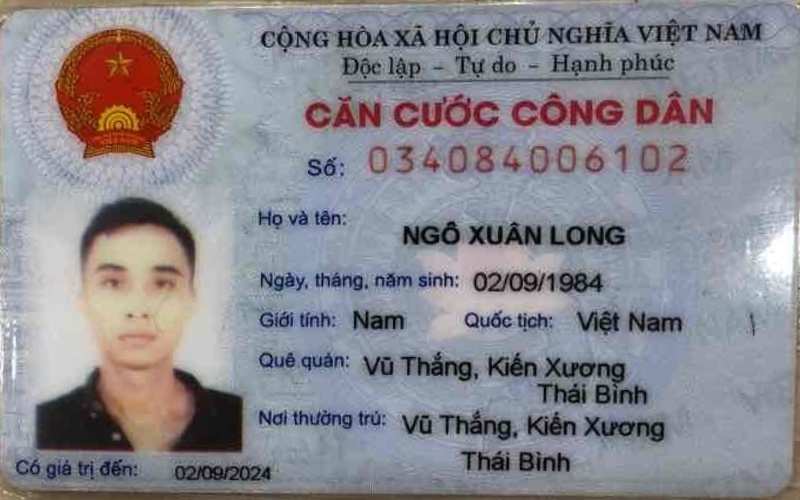 CỘNG HÒA XÃ HỘI CHỦ NGHĨA VIỆT NAM
Độc lập – Tự do – Hạnh phúc
CĂN CƯỚC CÔNG DÂN
Số: 034084006102
Họ và tên: NGÔ XUÂN LONG
Ngày, tháng, năm sinh: 02/09/1984
Giới tính: Nam Quốc tịch: Việt Nam
Quê quán: Vũ Thắng, Kiến Xương
Thái Bình
Nơi thường trú: Vũ Thắng, Kiến Xương
Thái Bình
Có giá trị đến: 02/09/2024